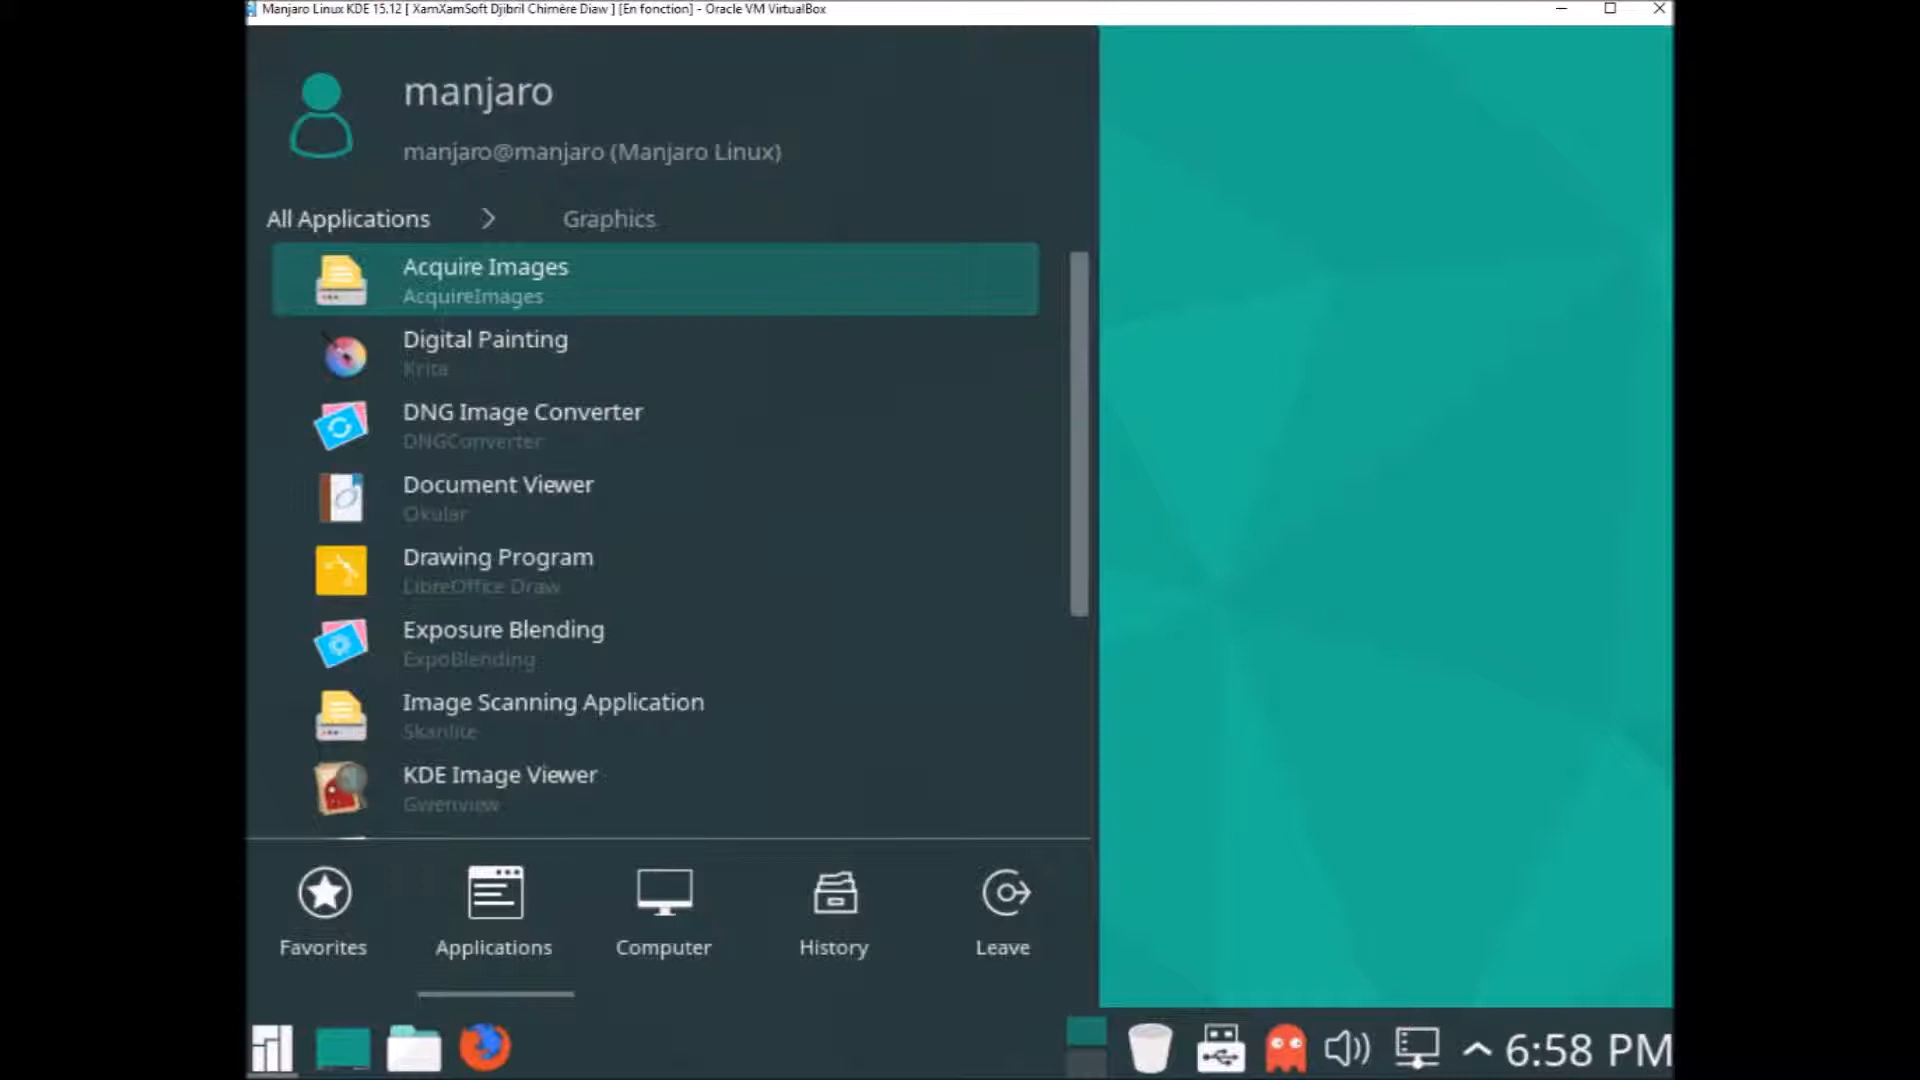 Manjaro Linux KDE 15.12 [ XamXamSoft Djibril Chimère Diaw ] [En fonction] - Oracle VM VirtualBox
manjaro
manjaro@manjaro (Manjaro Linux)
All Applications > Graphics
Acquire Images
AcquireImages
Digital Painting
Krita
DNG Image Converter
DNGConverter
Document Viewer
Okular
Drawing Program
LibreOffice Draw
Exposure Blending
ExpoBlending
Image Scanning Application
Skanlite
KDE Image Viewer
Gwenview
Favorites
Applications
Computer
History
Leave
6:58 PM